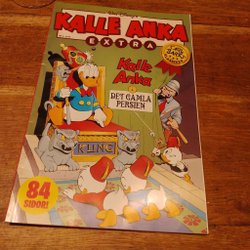 KALLE ANKA
EXTRA
Kalle
Anka
I
DET GAMLA
PERSIEN
KUNG
84
SIDOR!